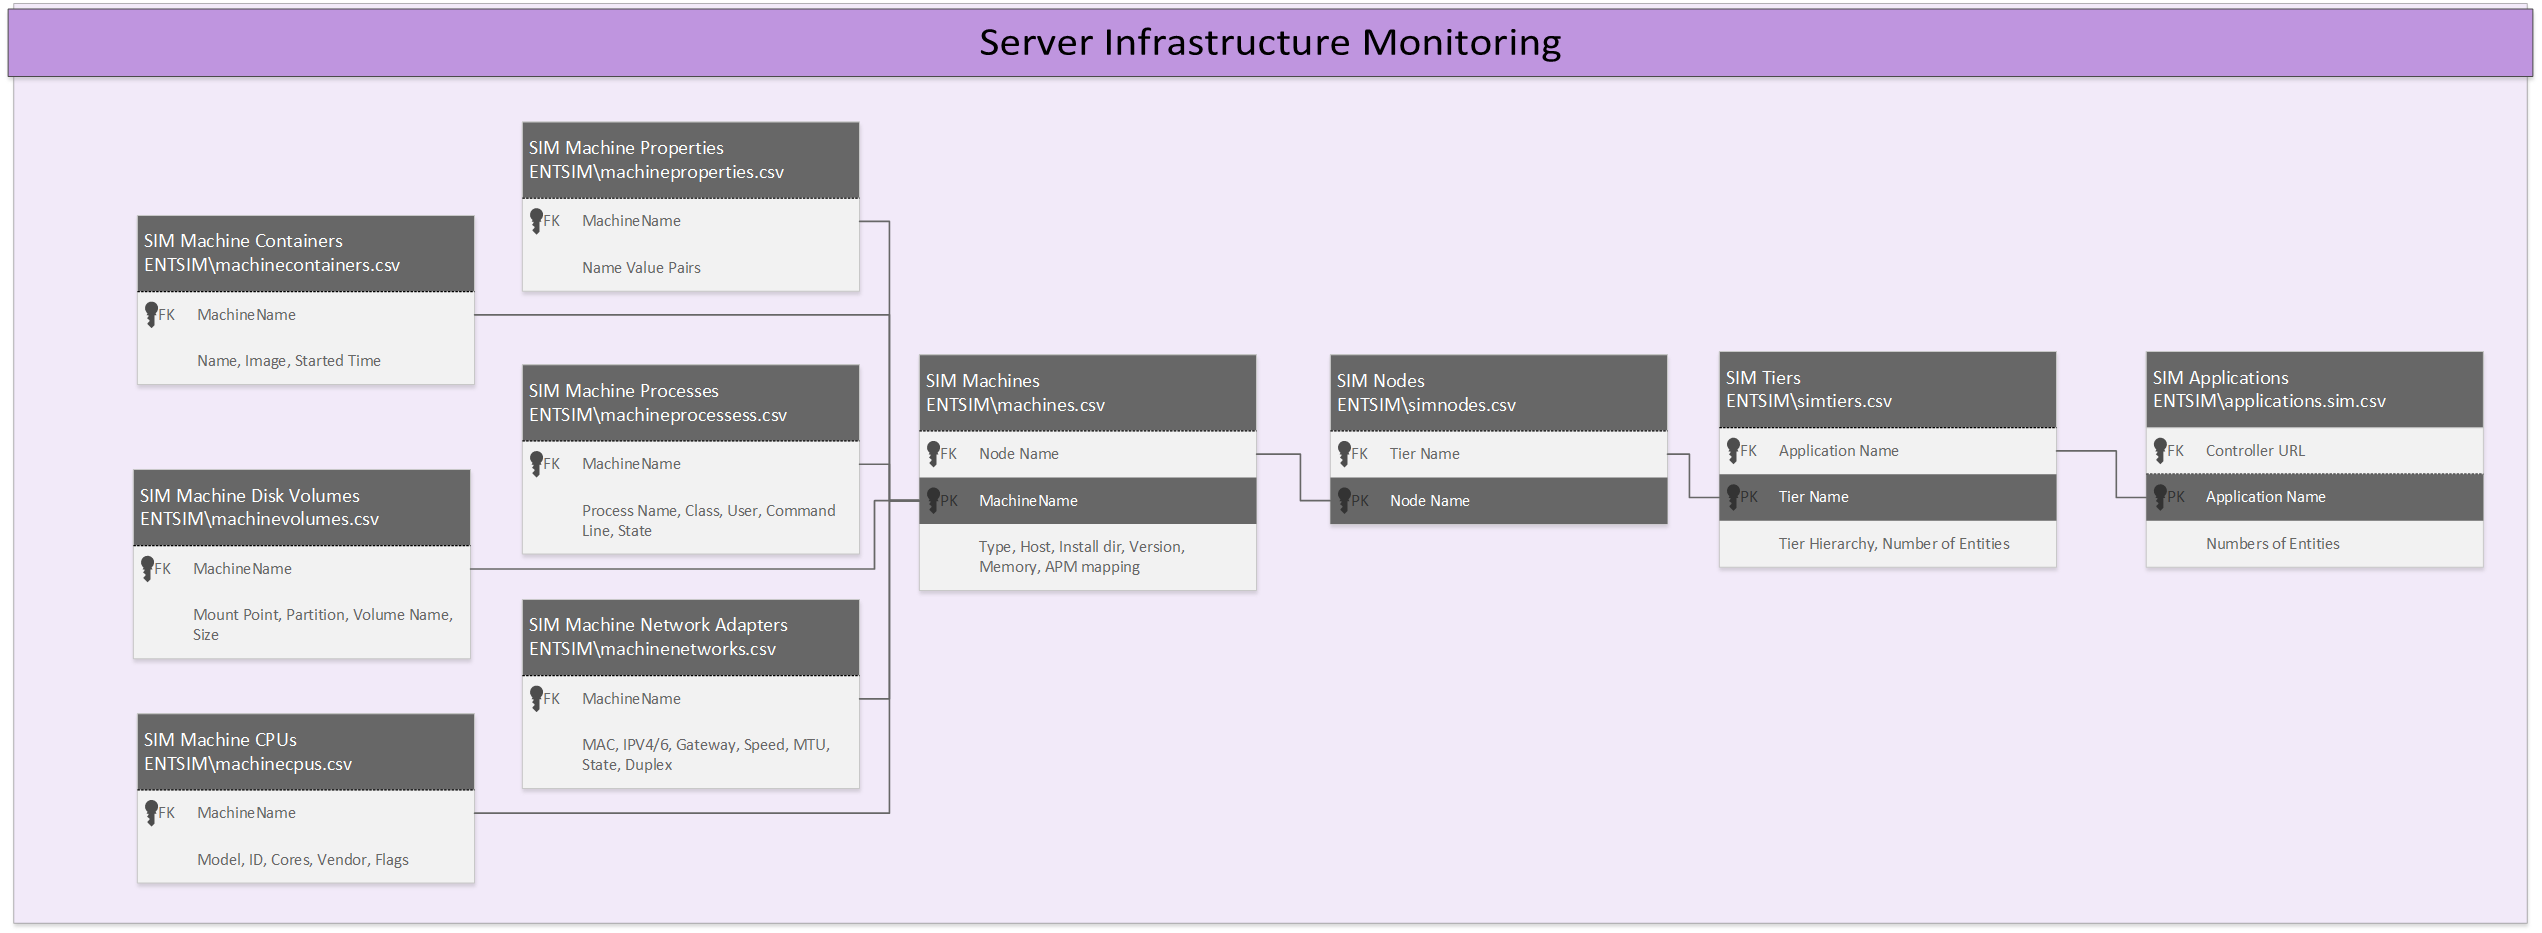 Server Infrastructure Monitoring
SIM Machine Properties
ENTSIM\machineproperties.csv
FK MachineName
Name Value Pairs
SIM Machine Containers
ENTSIM\machinecontainers.csv
FK MachineName
Name, Image, Started Time
SIM Machine Processes
ENTSIM\machineprocessess.csv
FK MachineName
Process Name, Class, User, Command
Line, State
SIM Machine Disk Volumes
ENTSIM\machinevolumes.csv
FK MachineName
Mount Point, Partition, Volume Name,
Size
SIM Machine Network Adapters
ENTSIM\machinenetworks.csv
FK MachineName
MAC, IPV4/6, Gateway, Speed, MTU,
State, Duplex
SIM Machine CPUs
ENTSIM\machinecpus.csv
FK MachineName
Model, ID, Cores, Vendor, Flags
SIM Machines
ENTSIM\machines.csv
FK Node Name
PK MachineName
Type, Host, Install dir, Version,
Memory, APM mapping
SIM Nodes
ENTSIM\simnodes.csv
FK Tier Name
PK Node Name
SIM Tiers
ENTSIM\simtiers.csv
FK Application Name
PK Tier Name
Tier Hierarchy, Number of Entities
SIM Applications
ENTSIM\applications.sim.csv
FK Controller URL
PK Application Name
Numbers of Entities